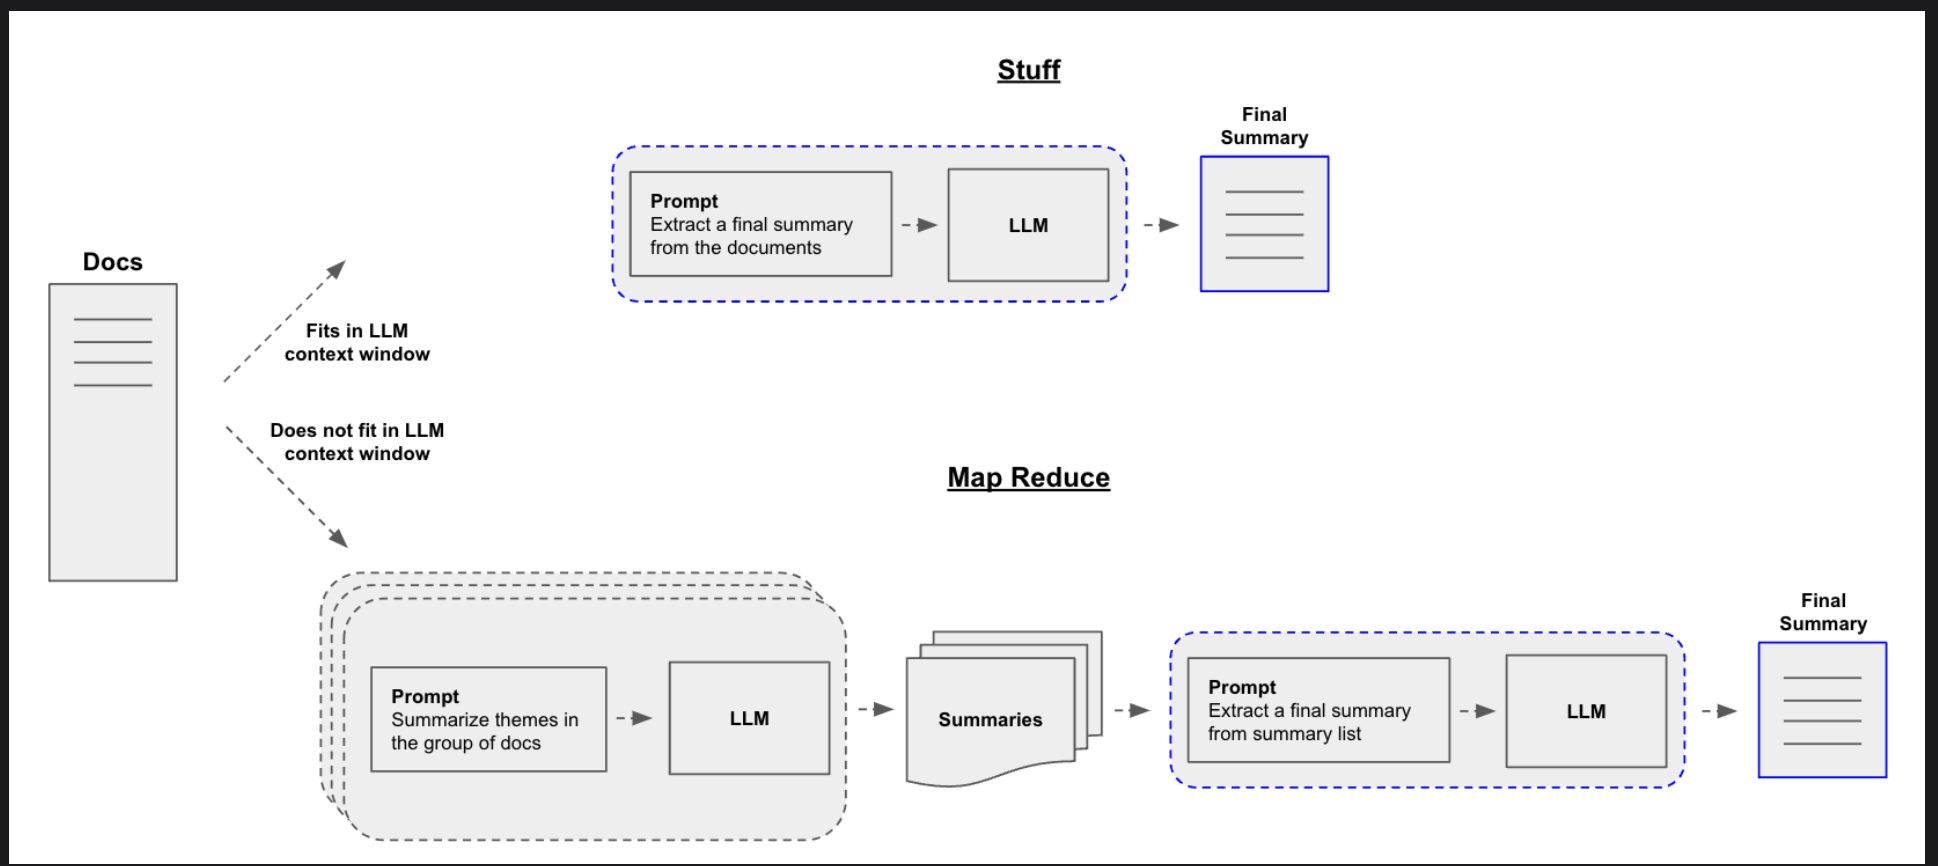 Stuff
Final
Summary
Prompt
Extract a final summary
from the documents
LLM
Docs
Fits in LLM
context window
Does not fit in LLM
context window
Map Reduce
Prompt
Summarize themes in
the group of docs
LLM
Summaries
Prompt
Extract a final summary
from summary list
LLM
Final
Summary